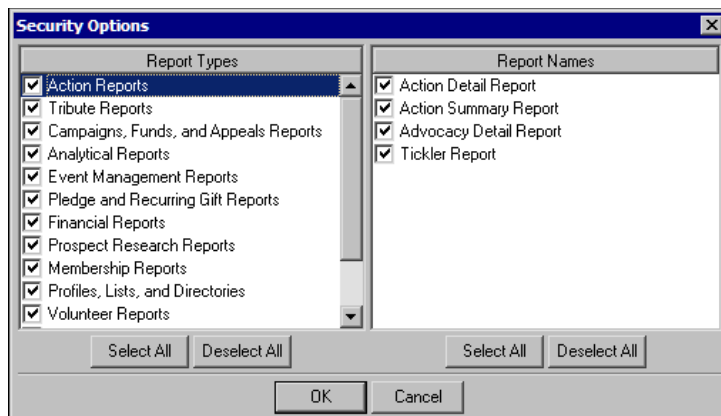 Security Options
Report Types
Action Reports
Tribute Reports
Campaigns, Funds, and Appeals Reports
Analytical Reports
Event Management Reports
Pledge and Recurring Gift Reports
Financial Reports
Prospect Research Reports
Membership Reports
Profiles, Lists, and Directories
Volunteer Reports
Select All Deselect All
Report Names
Action Detail Report
Action Summary Report
Advocacy Detail Report
Tickler Report
Select All Deselect All
OK Cancel